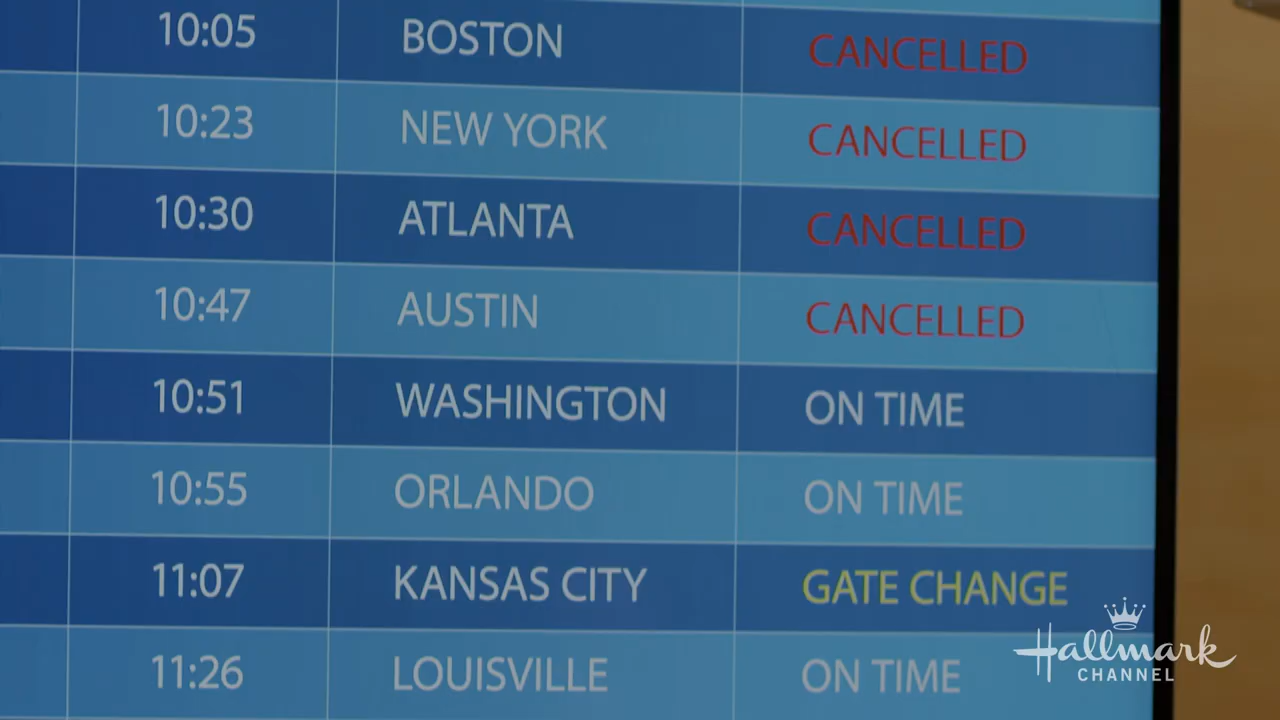 10:05 BOSTON CANCELLED
10:23 NEW YORK CANCELLED
10:30 ATLANTA CANCELLED
10:47 AUSTIN CANCELLED
10:51 WASHINGTON ON TIME
10:55 ORLANDO ON TIME
11:07 KANSAS CITY GATE CHANGE
11:26 LOUISVILLE ON TIME
Hallmark
CHANNEL